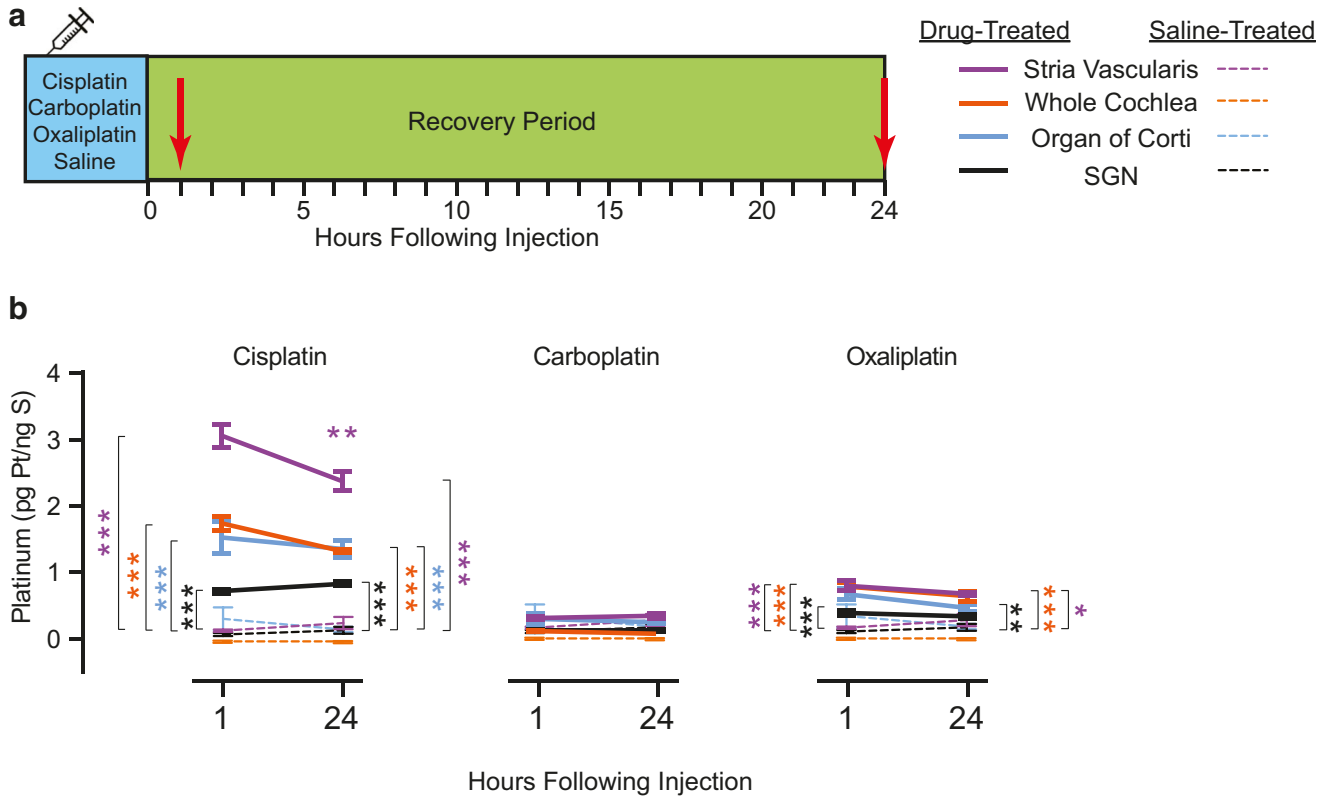 a
Drug-Treated Saline-Treated
Cisplatin
Carboplatin
Oxaliplatin
Saline
Recovery Period
Stria Vascularis
Whole Cochlea
Organ of Corti
SGN
0 5 10 15 20 24
Hours Following Injection
b
Cisplatin Carboplatin Oxaliplatin
Platinum (pg Pt/ng S)
4
3
2
1
0
**
***
***
***
***
***
***
***
***
***
***
***
**
***
*
1 24 1 24 1 24
Hours Following Injection